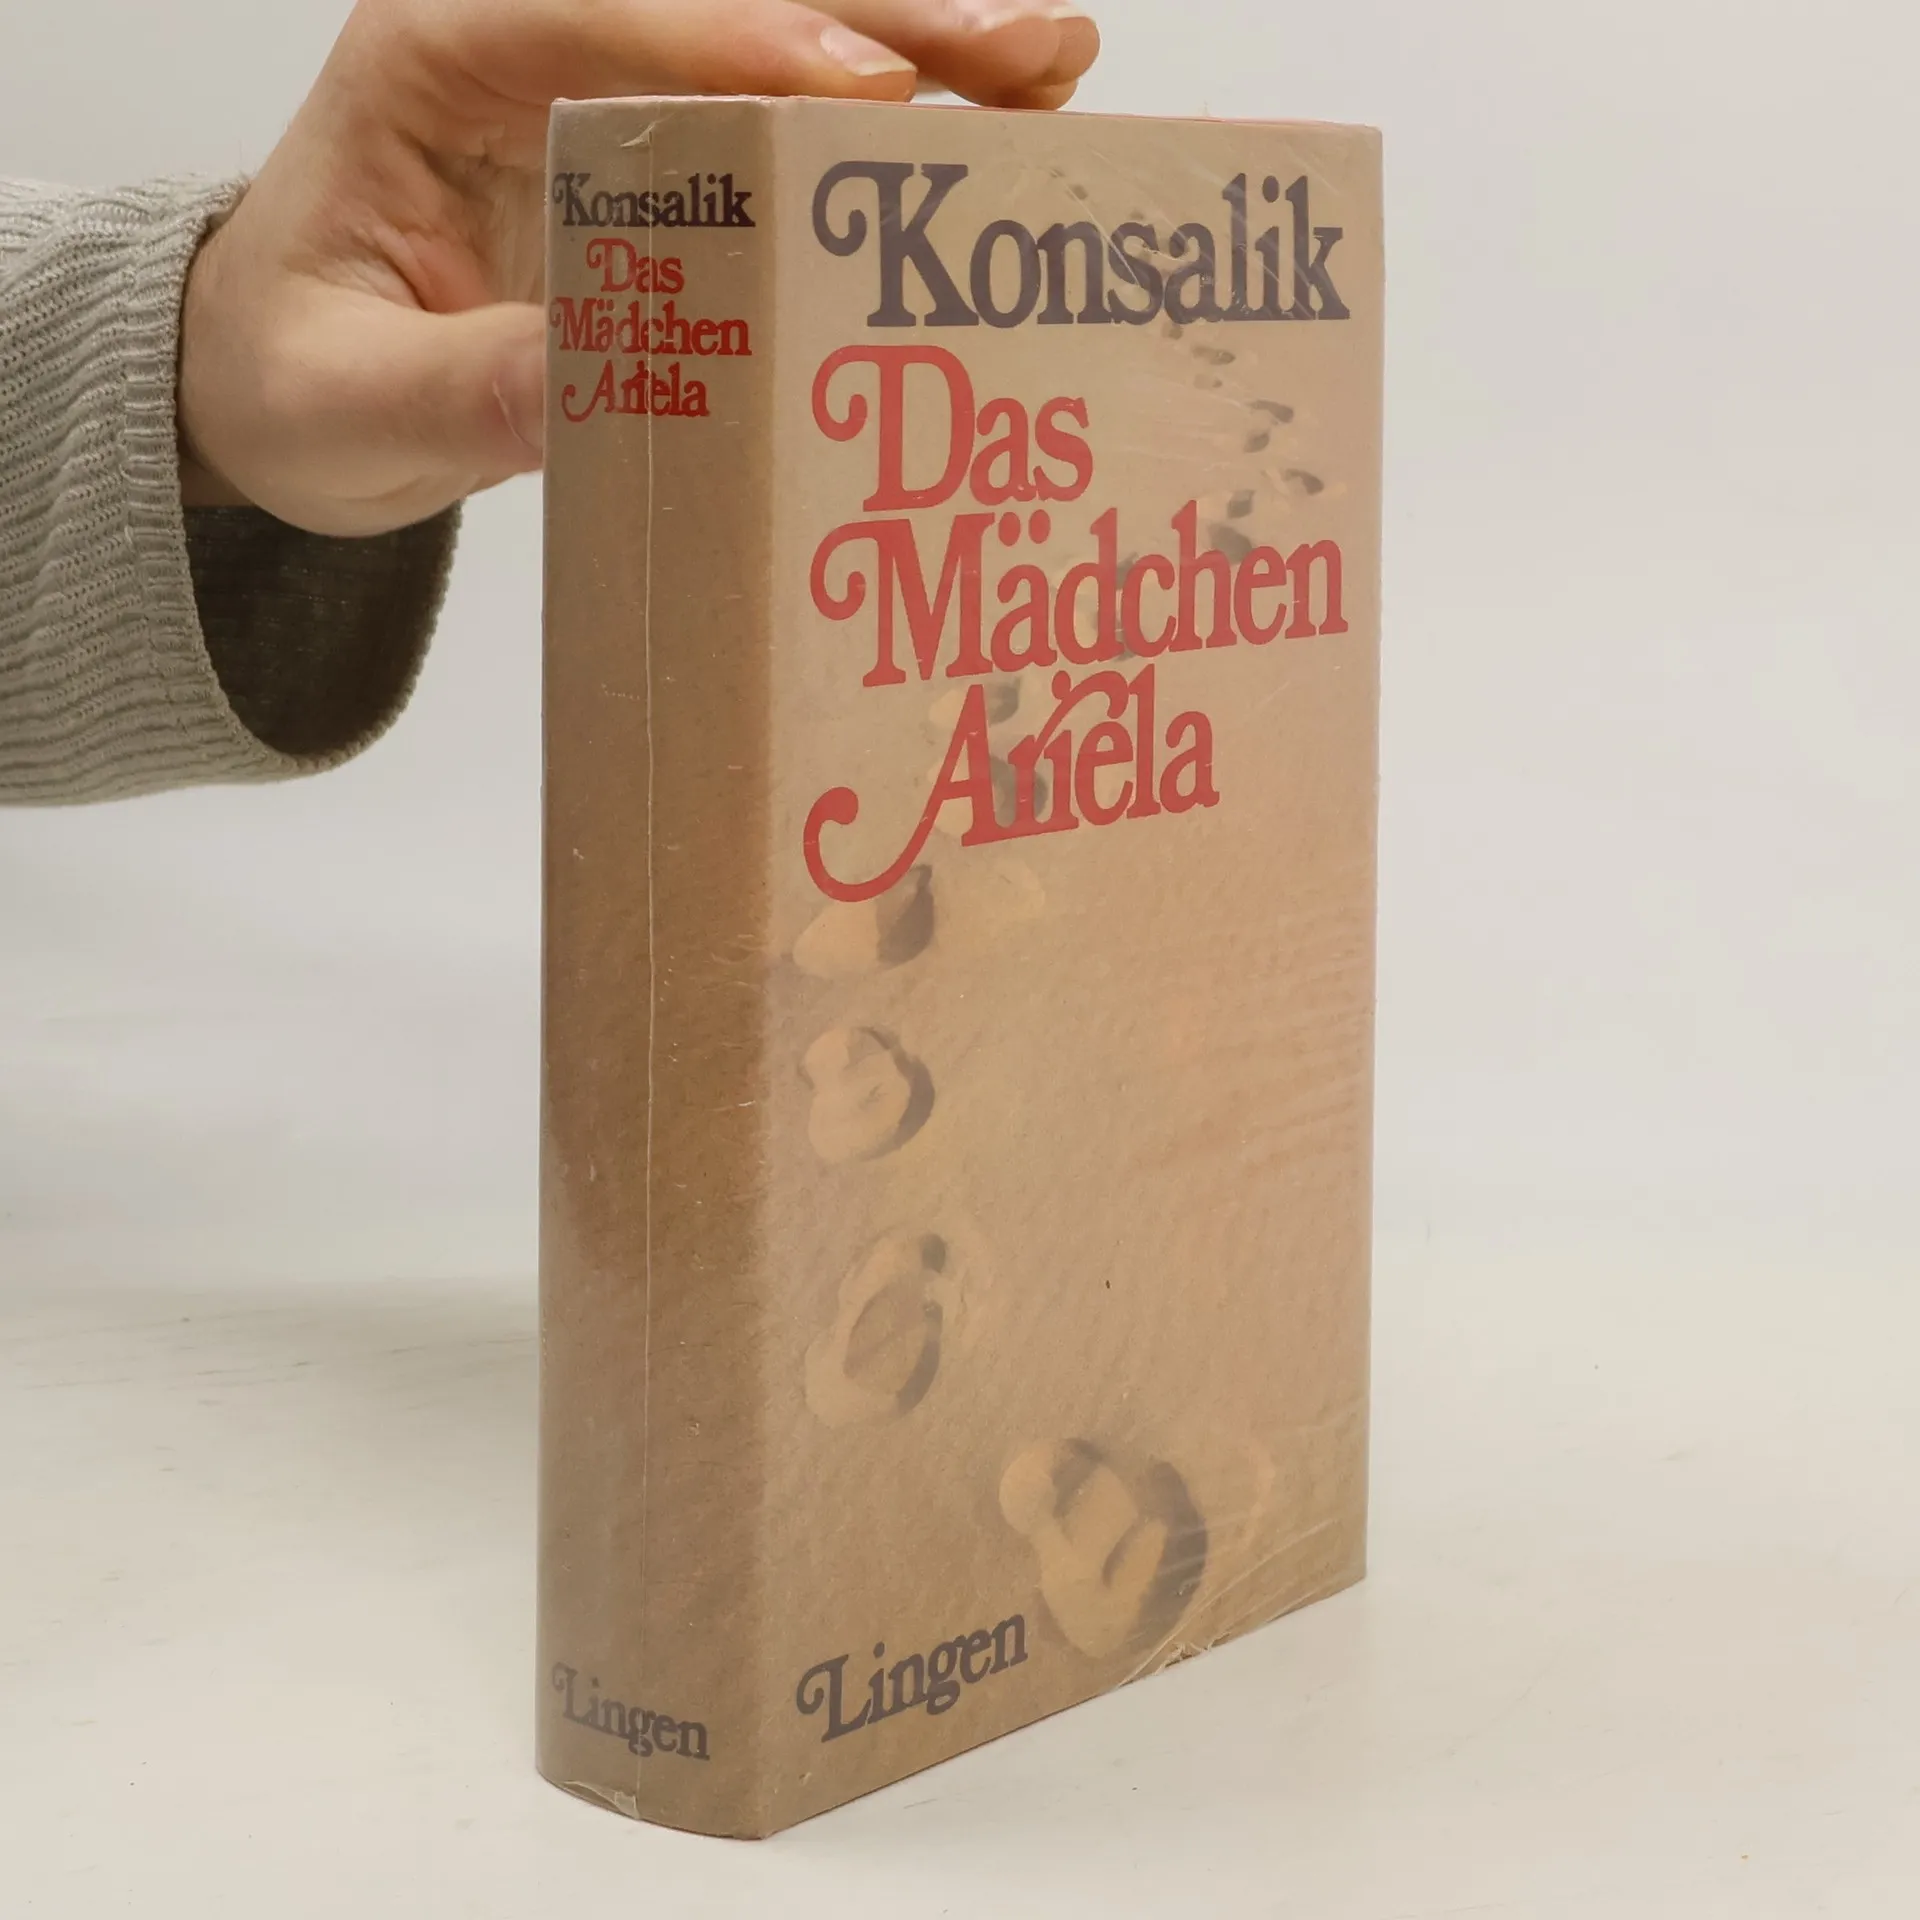 Konsalik
Das
Mädchen
Ariela
Lingen
Konsalik
Das
Mädchen
Ariela
Lingen